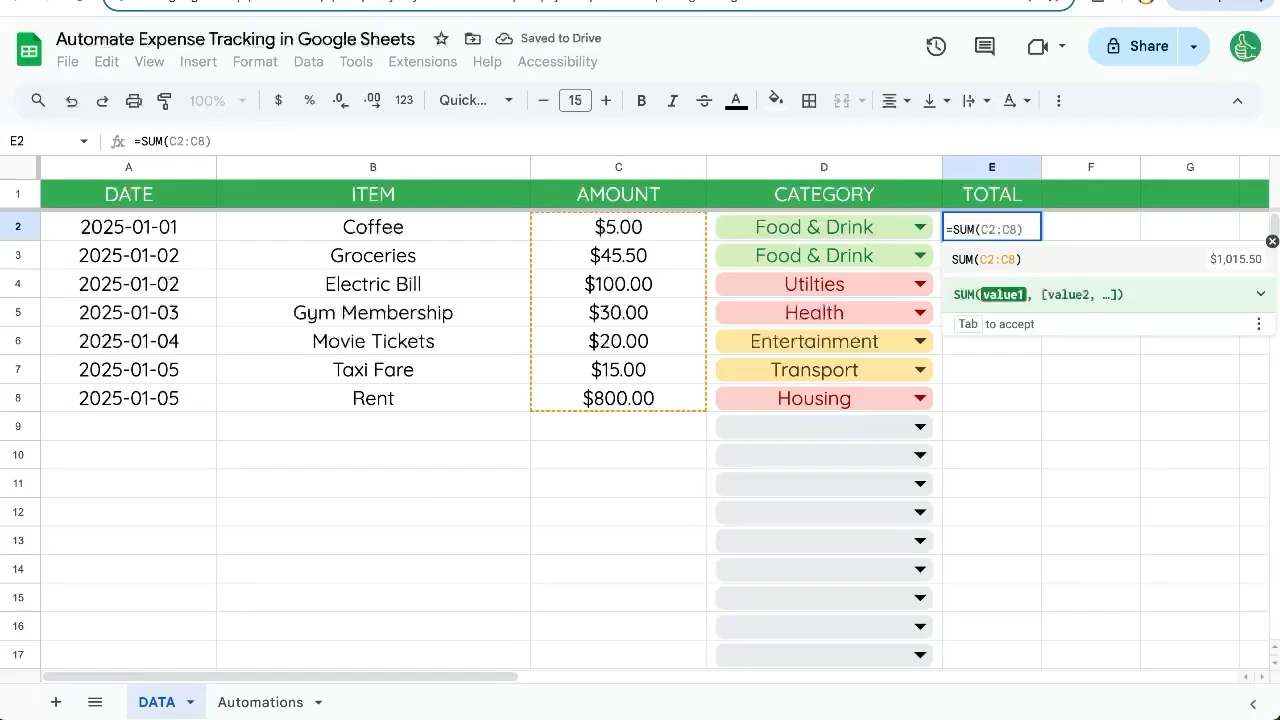 Automate Expense Tracking in Google Sheets Saved to Drive
File Edit View Insert Format Data Tools Extensions Help Accessibility
Share
100% $ % .0 .00 123 Quick... − 15 + B I A
E2 fx =SUM(C2:C8)
A B C D E F G
1 DATE ITEM AMOUNT CATEGORY TOTAL
2 2025-01-01 Coffee $5.00 Food & Drink =SUM(C2:C8)
3 2025-01-02 Groceries $45.50 Food & Drink SUM(C2:C8) $1,015.50
4 2025-01-02 Electric Bill $100.00 Utilties SUM(value1, [value2, …])
5 2025-01-03 Gym Membership $30.00 Health Tab to accept
6 2025-01-04 Movie Tickets $20.00 Entertainment
7 2025-01-05 Taxi Fare $15.00 Transport
8 2025-01-05 Rent $800.00 Housing
9
10
11
12
13
14
15
16
17
DATA Automations